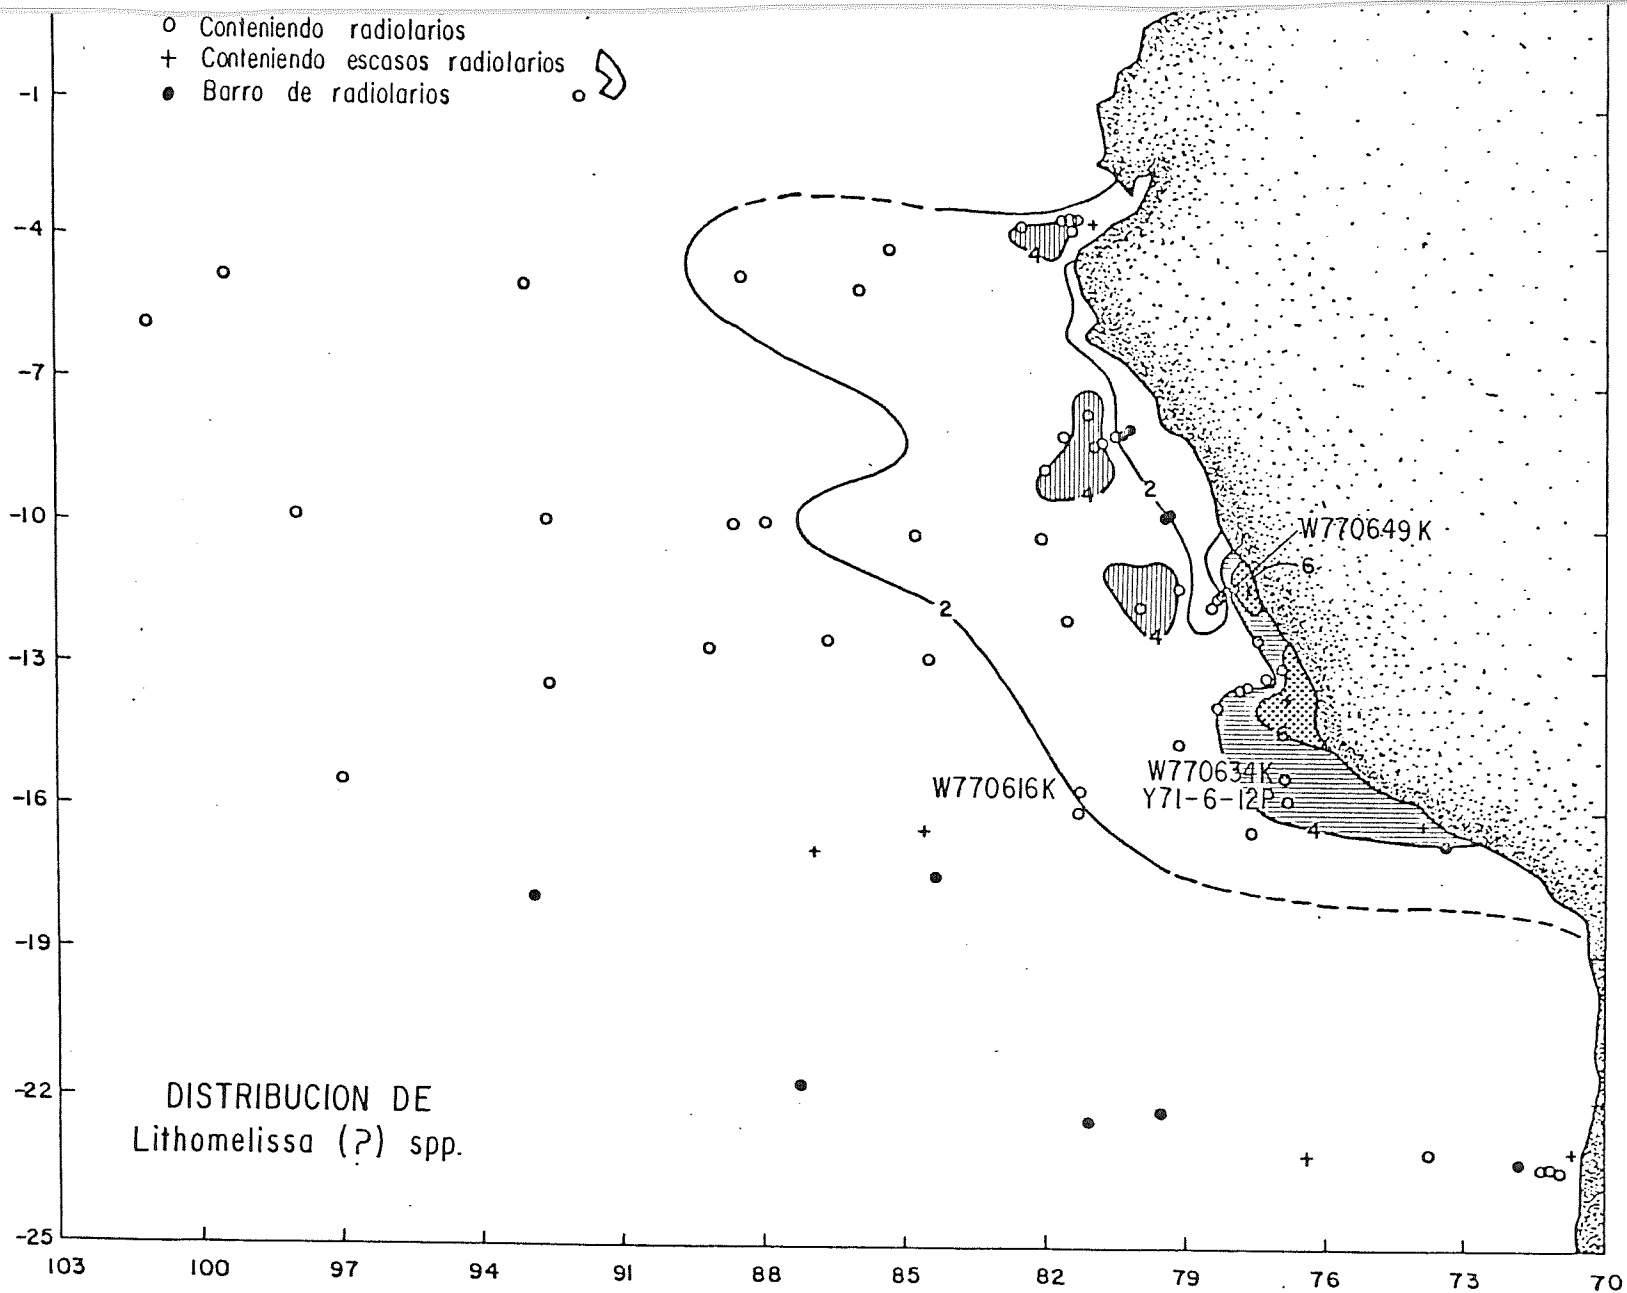 o Conteniendo radiolarios
+ Conteniendo escasos radiolarios
● Barro de radiolarios
-1
-4
-7
-10
-13
-16
-19
-22
-25
4
4
2
W770649K
6
2
4
6
W770616K
W770634K
Y71-6-12P
4
DISTRIBUCION DE
Lithomelissa (?) spp.
103 100 97 94 91 88 85 82 79 76 73 70